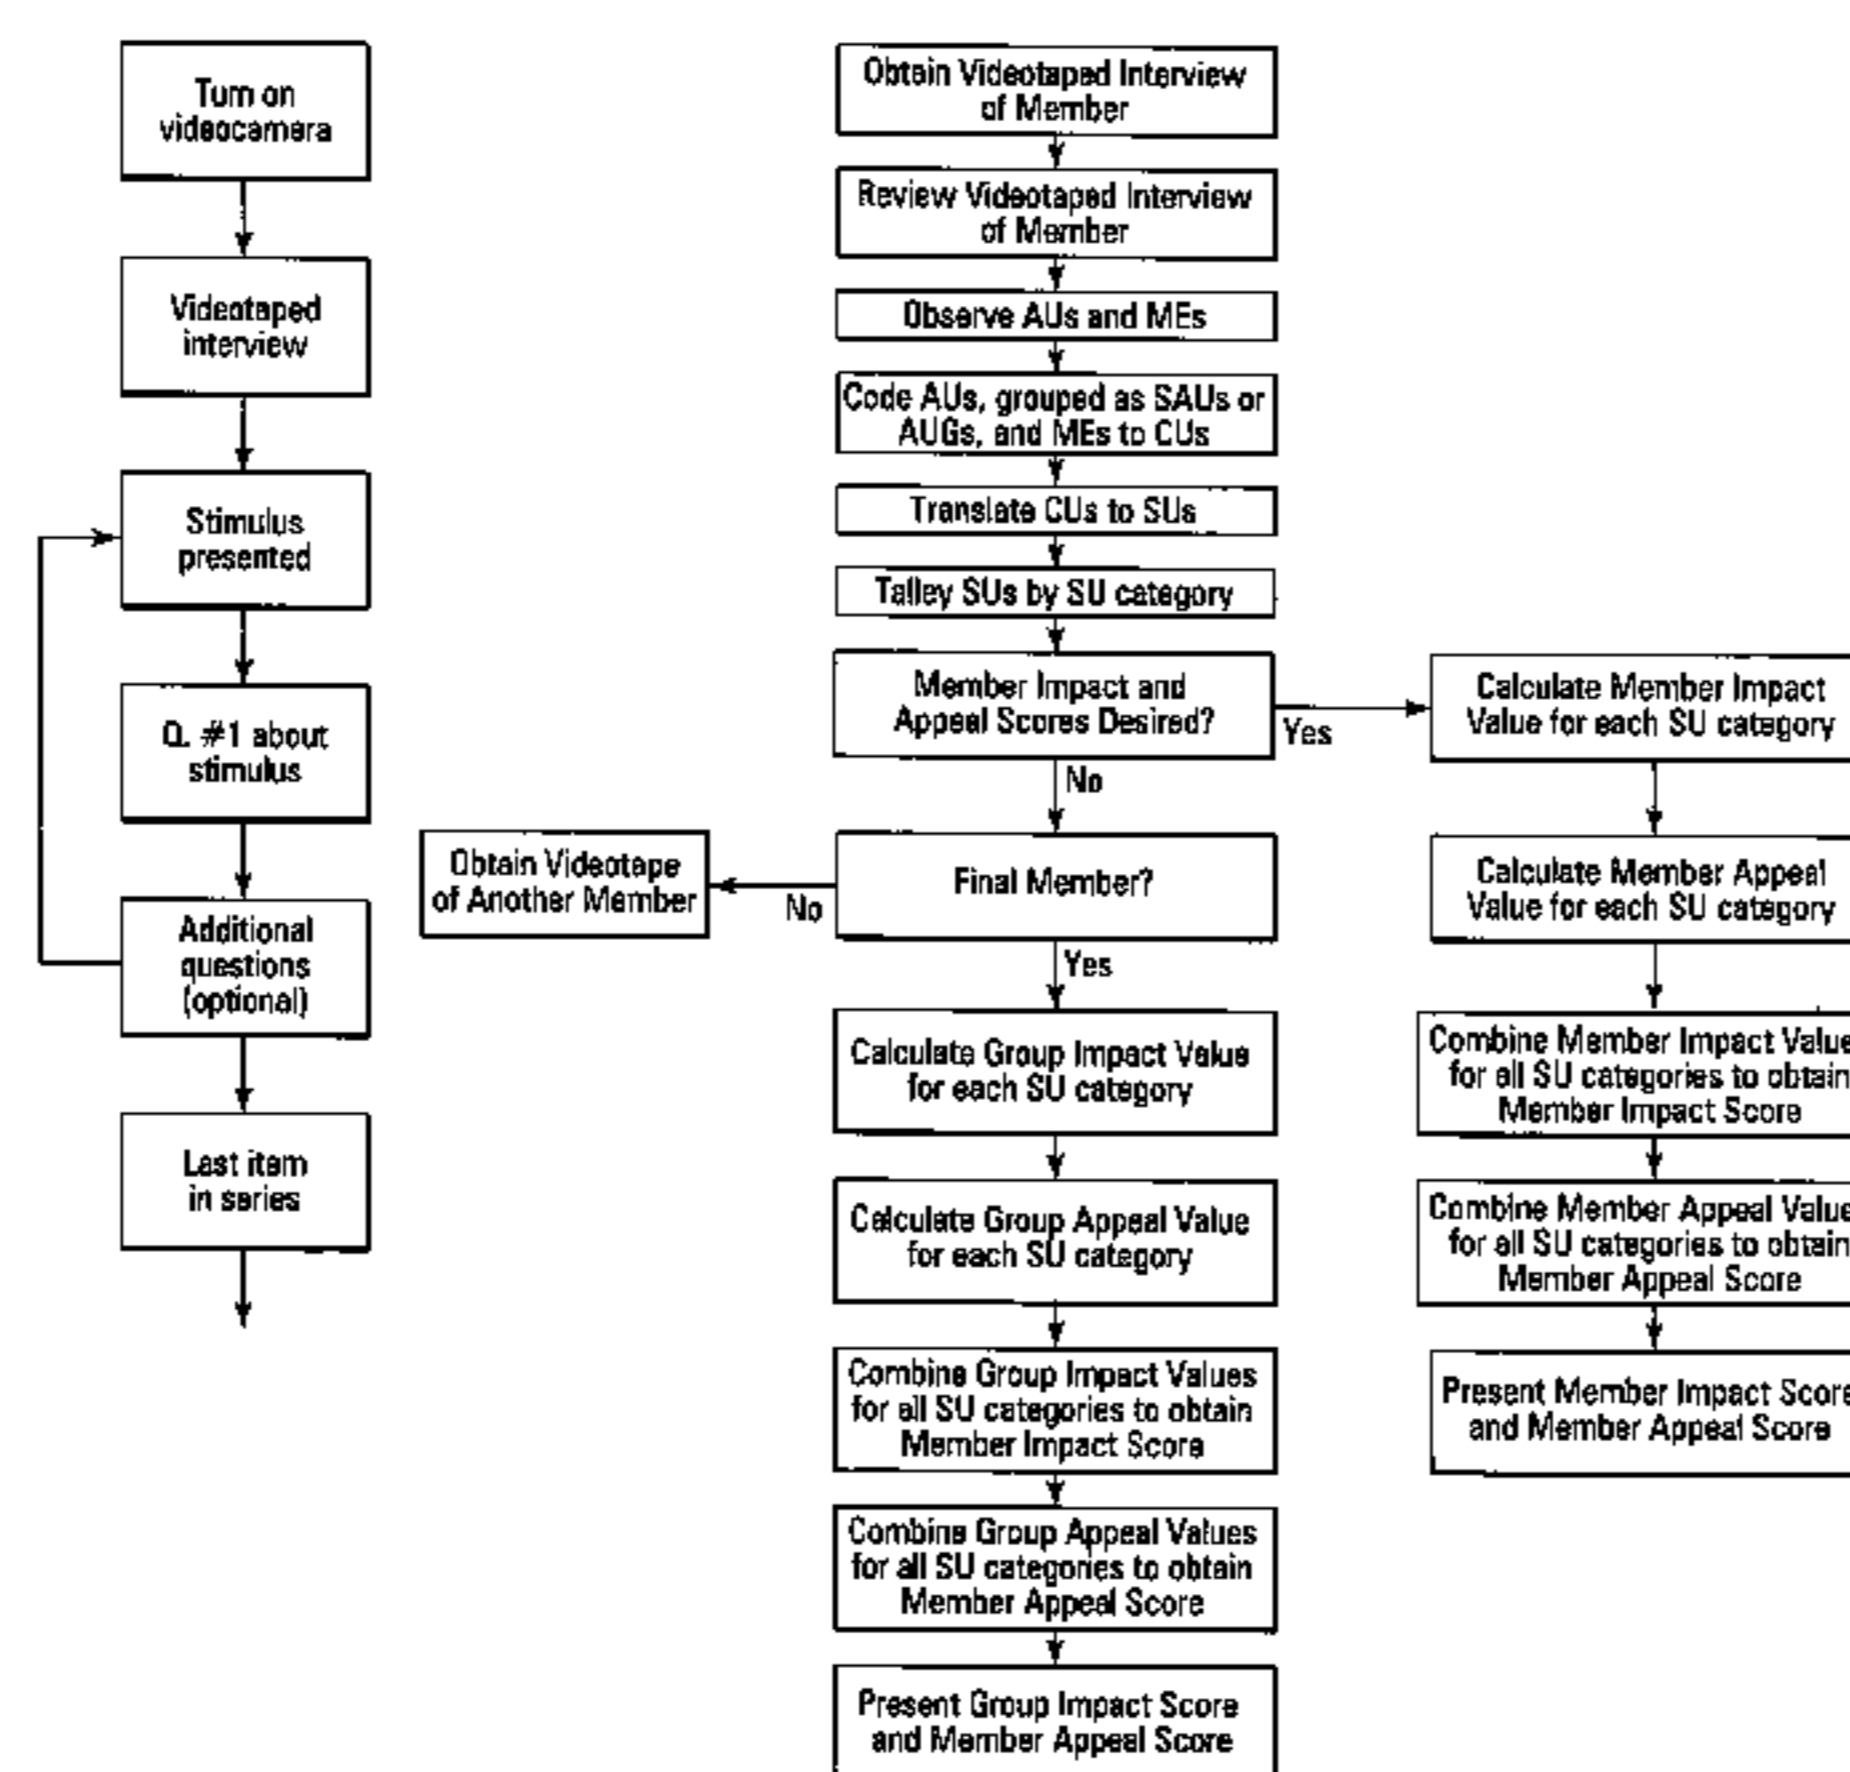 Turn on
videocamera
Videotaped
interview
Stimulus
presented
Q. #1 about
stimulus
Additional
questions
(optional)
Last item
in series
Obtain Videotaped Interview
of Member
Review Videotaped Interview
of Member
Observe AUs and MEs
Code AUs, grouped as SAUs or
AUGs, and MEs to CUs
Translate CUs to SUs
Talley SUs by SU category
Member Impact and
Appeal Scores Desired?
Yes
No
Final Member?
No
Obtain Videotape
of Another Member
Yes
Calculate Group Impact Value
for each SU category
Calculate Group Appeal Value
for each SU category
Combine Group Impact Values
for all SU categories to obtain
Member Impact Score
Combine Group Appeal Values
for all SU categories to obtain
Member Appeal Score
Present Group Impact Score
and Member Appeal Score
Calculate Member Impact
Value for each SU category
Calculate Member Appeal
Value for each SU category
Combine Member Impact Value
for all SU categories to obtain
Member Impact Score
Combine Member Appeal Value
for all SU categories to obtain
Member Appeal Score
Present Member Impact Score
and Member Appeal Score